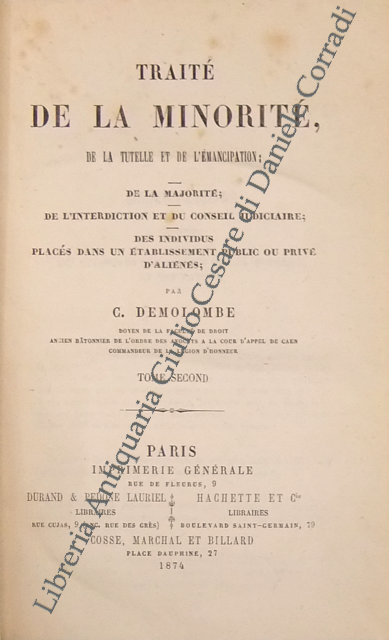 TRAITÉ
DE LA MINORITÉ,
DE LA TUTELLE ET DE L'ÉMANCIPATION;
DE LA MAJORITÉ;
DE L'INTERDICTION ET DU CONSEIL JUDICIAIRE;
DES INDIVIDUS
PLACÉS DANS UN ÉTABLISSEMENT PUBLIC OU PRIVÉ
D'ALIÉNÉS;
PAR
C. DEMOLOMBE
DOYEN DE LA FACULTÉ DE DROIT
ANCIEN BÂTONNIER DE L'ORDRE DES AVOCATS A LA COUR D'APPEL DE CAEN
COMMANDEUR DE LA LÉGION D'HONNEUR
TOME SECOND
PARIS
IMPRIMERIE GÉNÉRALE
RUE DE FLEURUS, 9
DURAND & PEDONE LAURIEL
LIBRAIRES
RUE CUJAS, 9 (ANC. RUE DES GRÈS)
HACHETTE ET Cie
LIBRAIRES
BOULEVARD SAINT-GERMAIN, 79
COSSE, MARCHAL ET BILLARD
PLACE DAUPHINE, 27
1874
Libreria Antiquaria Giulio Cesare di Daniele Corradi